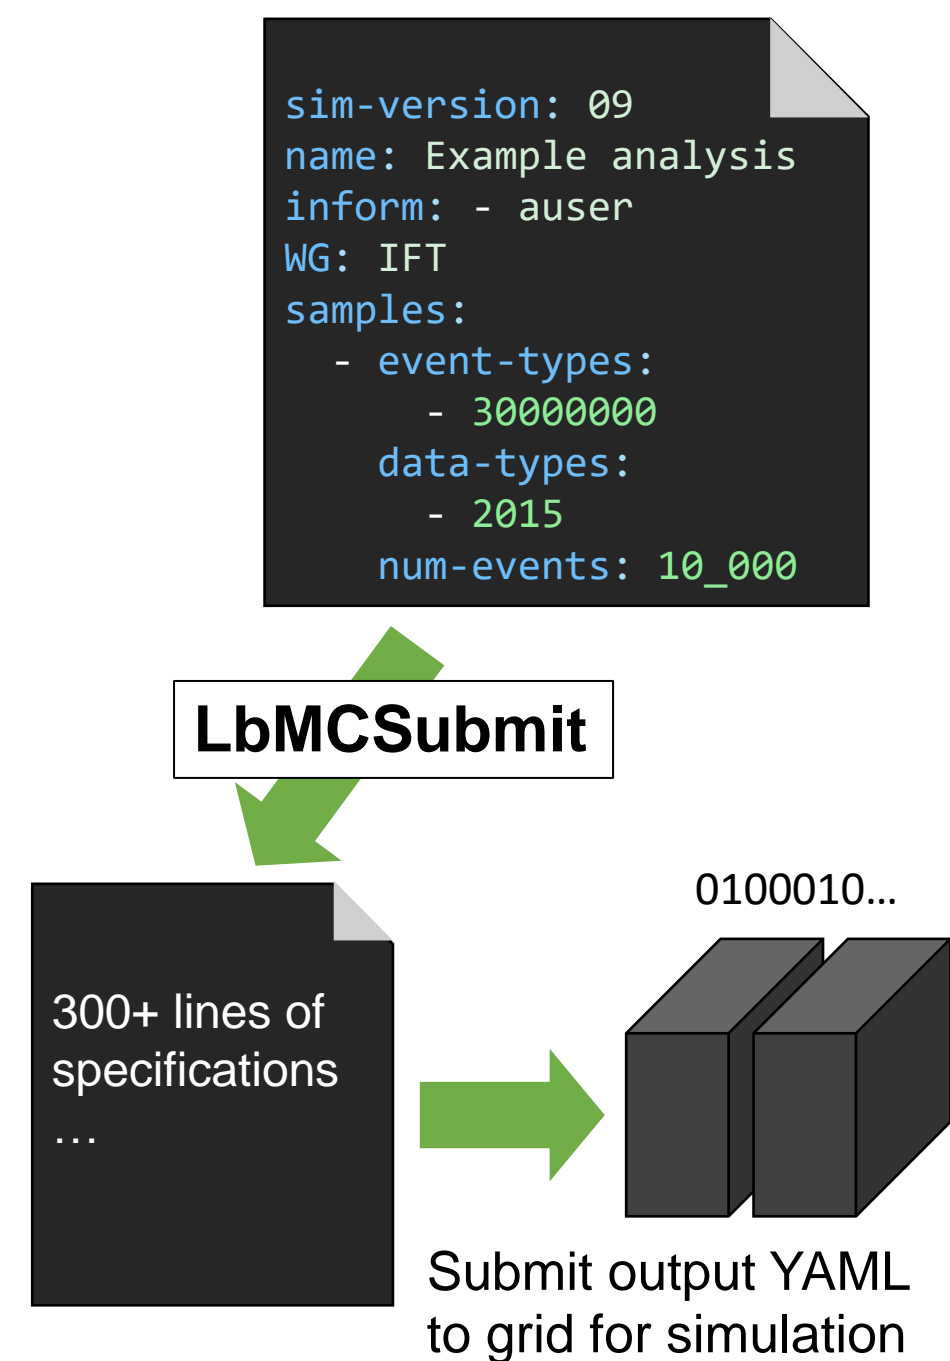 sim-version: 09
name: Example analysis
inform: - auser
WG: IFT
samples:
  - event-types:
      - 30000000
    data-types:
      - 2015
    num-events: 10_000
LbMCSubmit
0100010…
300+ lines of
specifications
…
Submit output YAML
to grid for simulation